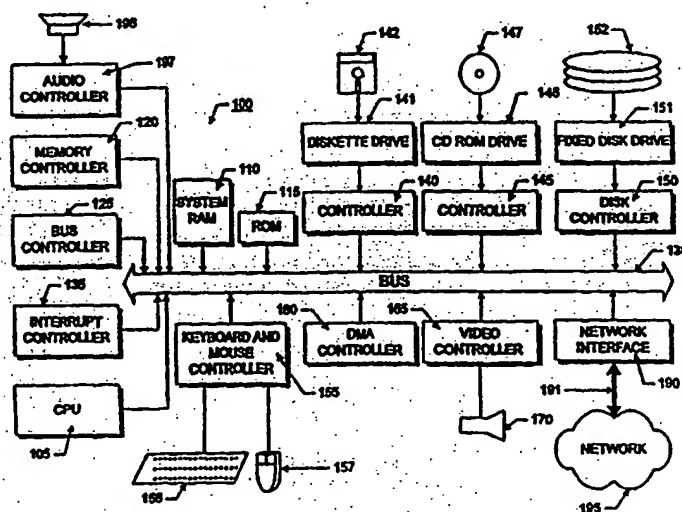 196
197
AUDIO
CONTROLLER
120
MEMORY
CONTROLLER
125
BUS
CONTROLLER
100
110
SYSTEM
RAM
115
ROM
142
141
DISKETTE DRIVE
140
CONTROLLER
147
146
CD ROM DRIVE
145
CONTROLLER
152
151
FIXED DISK DRIVE
150
DISK
CONTROLLER
BUS
135
INTERRUPT
CONTROLLER
CPU
105
KEYBOARD AND
MOUSE
CONTROLLER
155
156
157
160
DMA
CONTROLLER
165
VIDEO
CONTROLLER
170
NETWORK
INTERFACE
190
191
NETWORK
195